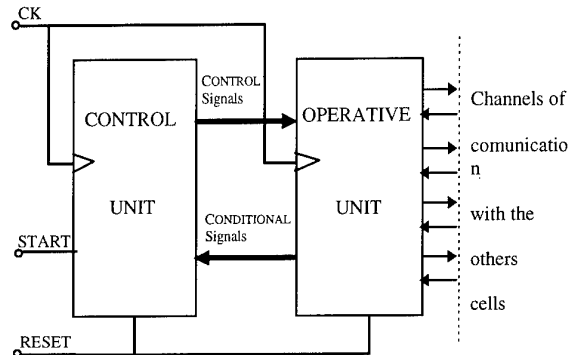 CK
CONTROL
Signals
CONTROL
UNIT
OPERATIVE
UNIT
CONDITIONAL
Signals
START
RESET
Channels of
comunicatio
n
with the
others
cells